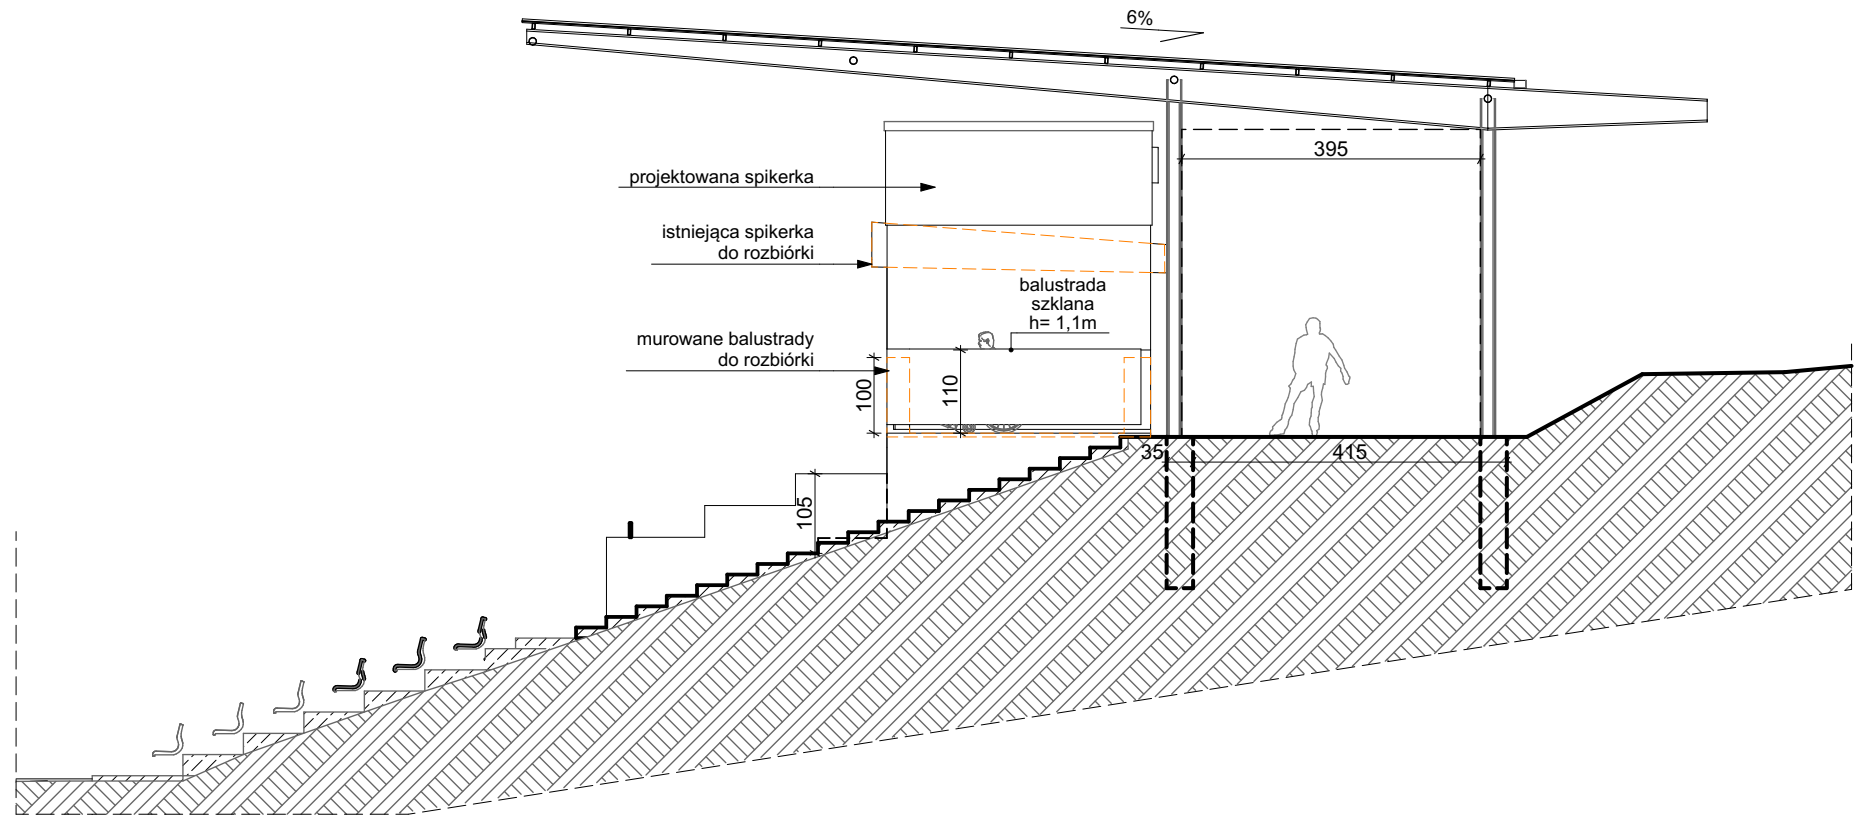 6%
395
projektowana spikerka
istniejąca spikerka
do rozbiórki
balustrada
szklana
h= 1,1m
murowane balustrady
do rozbiórki
100
110
35
415
105